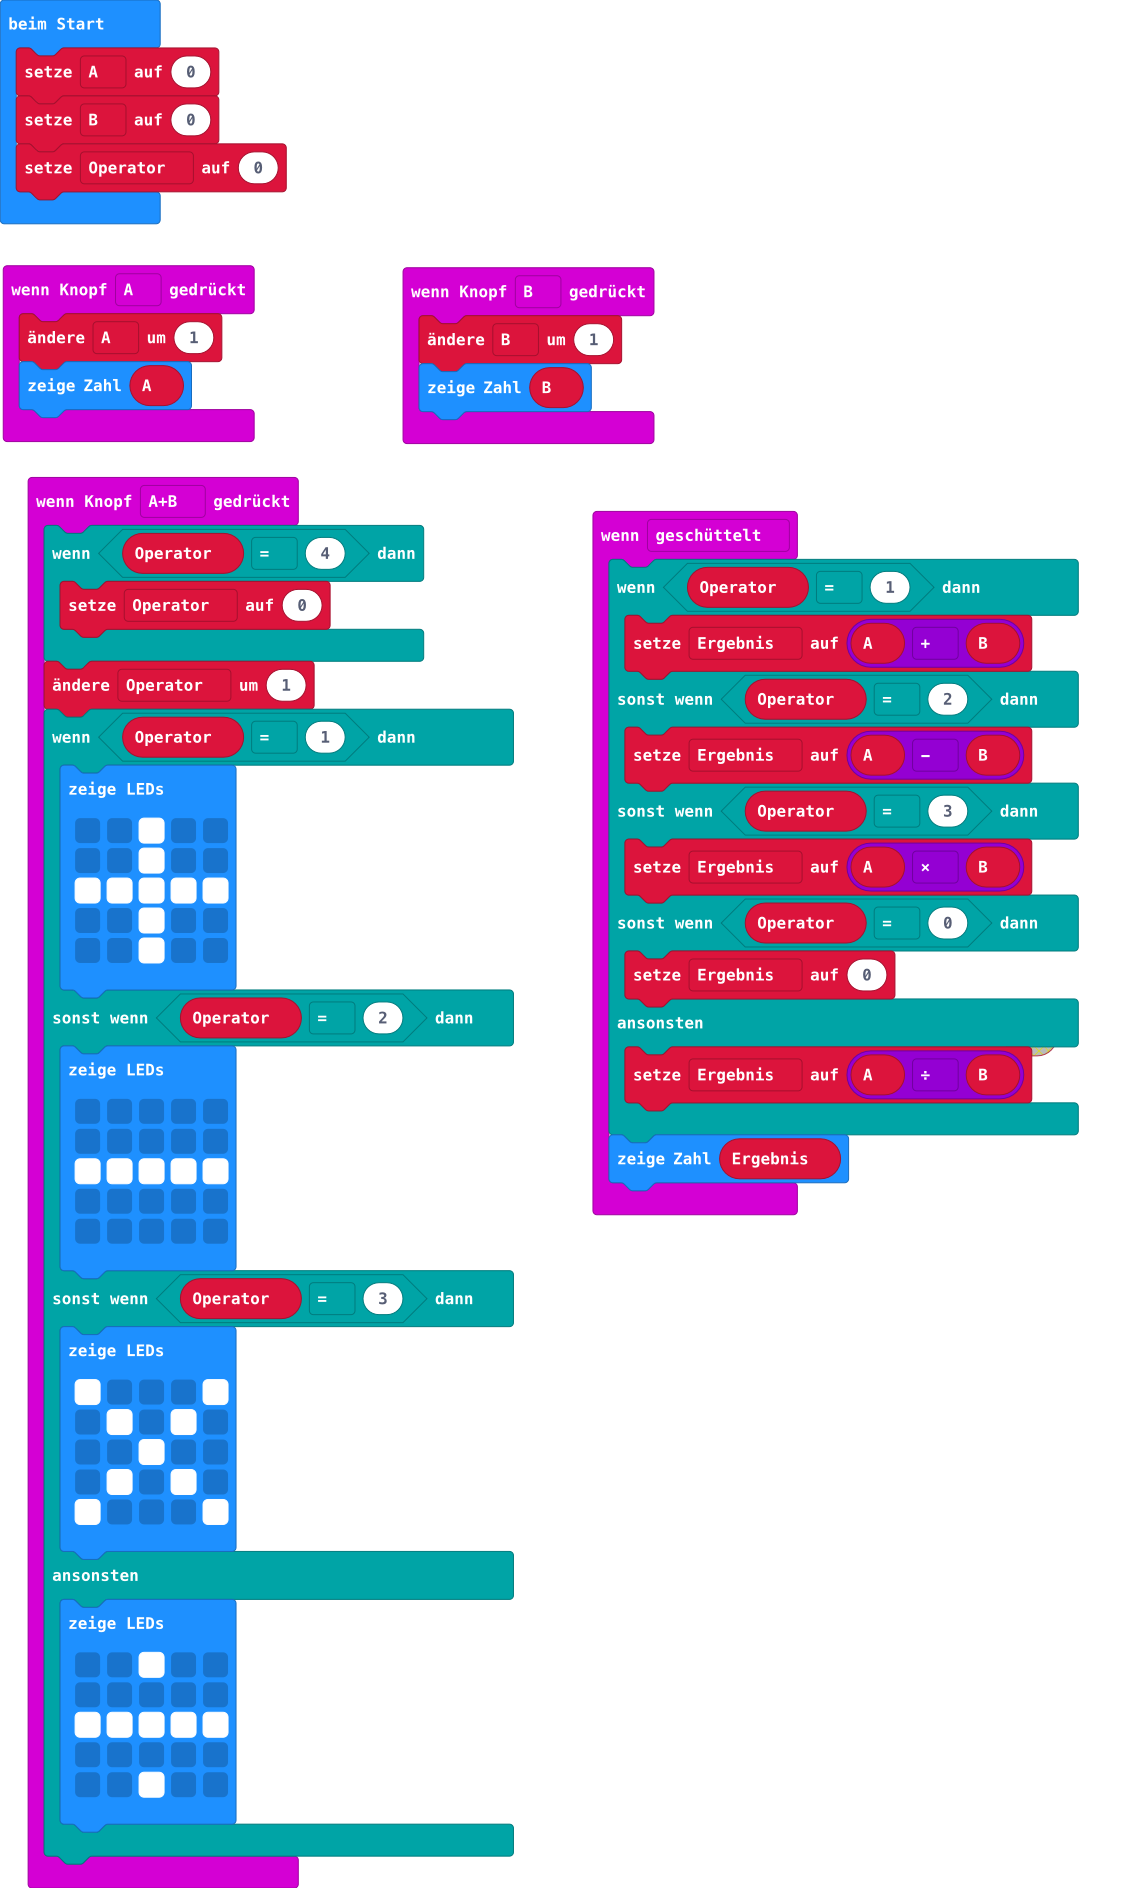 beim Start
setze A auf 0
setze B auf 0
setze Operator auf 0
wenn Knopf A gedrückt
ändere A um 1
zeige Zahl A
wenn Knopf B gedrückt
ändere B um 1
zeige Zahl B
wenn Knopf A+B gedrückt
wenn Operator = 4 dann
setze Operator auf 0
ändere Operator um 1
wenn Operator = 1 dann
zeige LEDs
sonst wenn Operator = 2 dann
zeige LEDs
sonst wenn Operator = 3 dann
zeige LEDs
ansonsten
zeige LEDs
wenn geschüttelt
wenn Operator = 1 dann
setze Ergebnis auf A + B
sonst wenn Operator = 2 dann
setze Ergebnis auf A − B
sonst wenn Operator = 3 dann
setze Ergebnis auf A × B
sonst wenn Operator = 0 dann
setze Ergebnis auf 0
ansonsten
setze Ergebnis auf A ÷ B
zeige Zahl Ergebnis